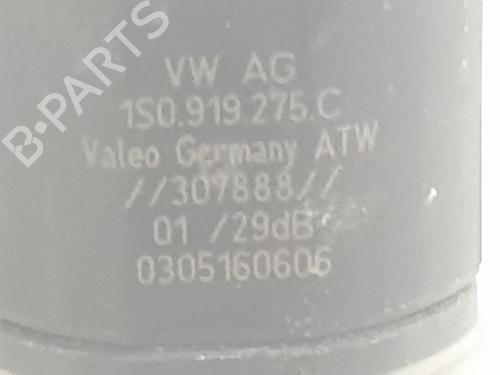 B-PARTS
VW AG
1S0.919.275.C
Valeo Germany ATW
//307888//
01 /29dB
0305160606